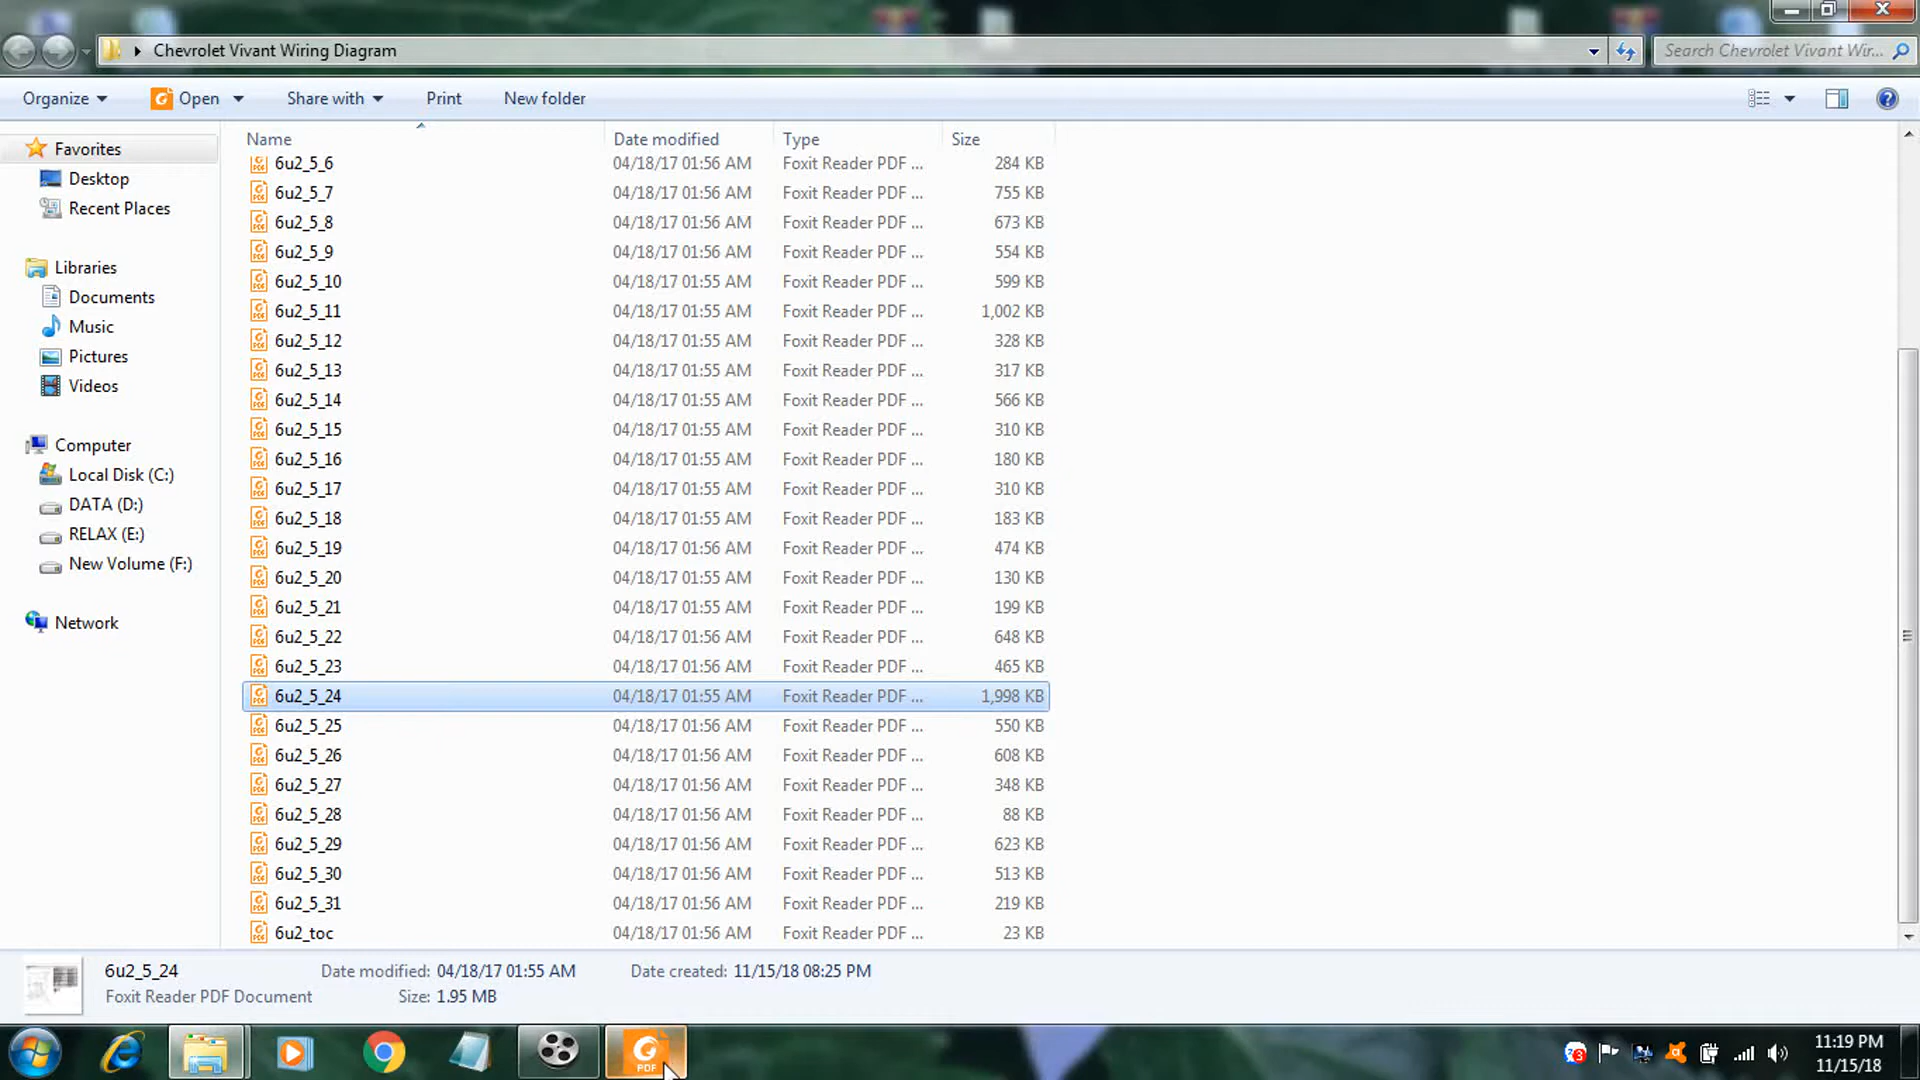 Chevrolet Vivant Wiring Diagram
Search Chevrolet Vivant Wir...
Organize
Open
Share with
Print
New folder
Name
Date modified
Type
Size
Favorites
Desktop
Recent Places
Libraries
Documents
Music
Pictures
Videos
Computer
Local Disk (C:)
DATA (D:)
RELAX (E:)
New Volume (F:)
Network
6u2_5_6 04/18/17 01:56 AM Foxit Reader PDF ... 284 KB
6u2_5_7 04/18/17 01:56 AM Foxit Reader PDF ... 755 KB
6u2_5_8 04/18/17 01:56 AM Foxit Reader PDF ... 673 KB
6u2_5_9 04/18/17 01:56 AM Foxit Reader PDF ... 554 KB
6u2_5_10 04/18/17 01:55 AM Foxit Reader PDF ... 599 KB
6u2_5_11 04/18/17 01:55 AM Foxit Reader PDF ... 1,002 KB
6u2_5_12 04/18/17 01:55 AM Foxit Reader PDF ... 328 KB
6u2_5_13 04/18/17 01:55 AM Foxit Reader PDF ... 317 KB
6u2_5_14 04/18/17 01:55 AM Foxit Reader PDF ... 566 KB
6u2_5_15 04/18/17 01:55 AM Foxit Reader PDF ... 310 KB
6u2_5_16 04/18/17 01:55 AM Foxit Reader PDF ... 180 KB
6u2_5_17 04/18/17 01:55 AM Foxit Reader PDF ... 310 KB
6u2_5_18 04/18/17 01:55 AM Foxit Reader PDF ... 183 KB
6u2_5_19 04/18/17 01:56 AM Foxit Reader PDF ... 474 KB
6u2_5_20 04/18/17 01:55 AM Foxit Reader PDF ... 130 KB
6u2_5_21 04/18/17 01:55 AM Foxit Reader PDF ... 199 KB
6u2_5_22 04/18/17 01:56 AM Foxit Reader PDF ... 648 KB
6u2_5_23 04/18/17 01:56 AM Foxit Reader PDF ... 465 KB
6u2_5_24 04/18/17 01:55 AM Foxit Reader PDF ... 1,998 KB
6u2_5_25 04/18/17 01:56 AM Foxit Reader PDF ... 550 KB
6u2_5_26 04/18/17 01:56 AM Foxit Reader PDF ... 608 KB
6u2_5_27 04/18/17 01:56 AM Foxit Reader PDF ... 348 KB
6u2_5_28 04/18/17 01:56 AM Foxit Reader PDF ... 88 KB
6u2_5_29 04/18/17 01:56 AM Foxit Reader PDF ... 623 KB
6u2_5_30 04/18/17 01:56 AM Foxit Reader PDF ... 513 KB
6u2_5_31 04/18/17 01:56 AM Foxit Reader PDF ... 219 KB
6u2_toc 04/18/17 01:56 AM Foxit Reader PDF ... 23 KB
6u2_5_24 Date modified: 04/18/17 01:55 AM Date created: 11/15/18 08:25 PM
Foxit Reader PDF Document Size: 1.95 MB
PDF
3
11:19 PM
11/15/18